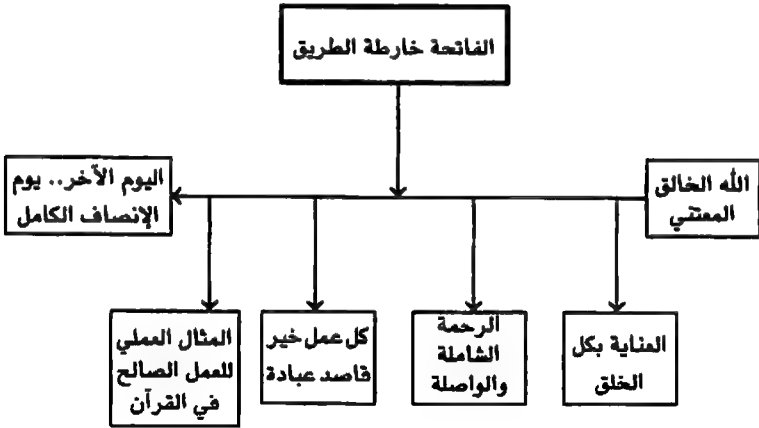 الفاتحة خارطة الطريق
الله الخالق
المعتني
اليوم الآخر.. يوم
الإنصاف الكامل
العناية بكل
الخلق
الرحمة
الشاملة
والواصلة
كل عمل خير
قاصد عبادة
المثال العملي
للعمل الصالح
في القرآن